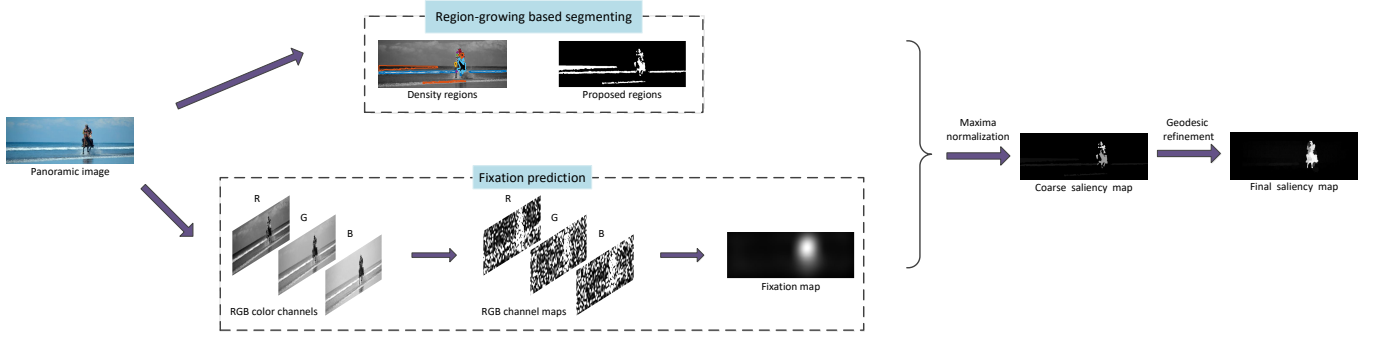 Region-growing based segmenting
Density regions
Proposed regions
Panoramic image
Fixation prediction
R
G
B
RGB color channels
R
G
B
RGB channel maps
Fixation map
Maxima
normalization
Coarse saliency map
Geodesic
refinement
Final saliency map